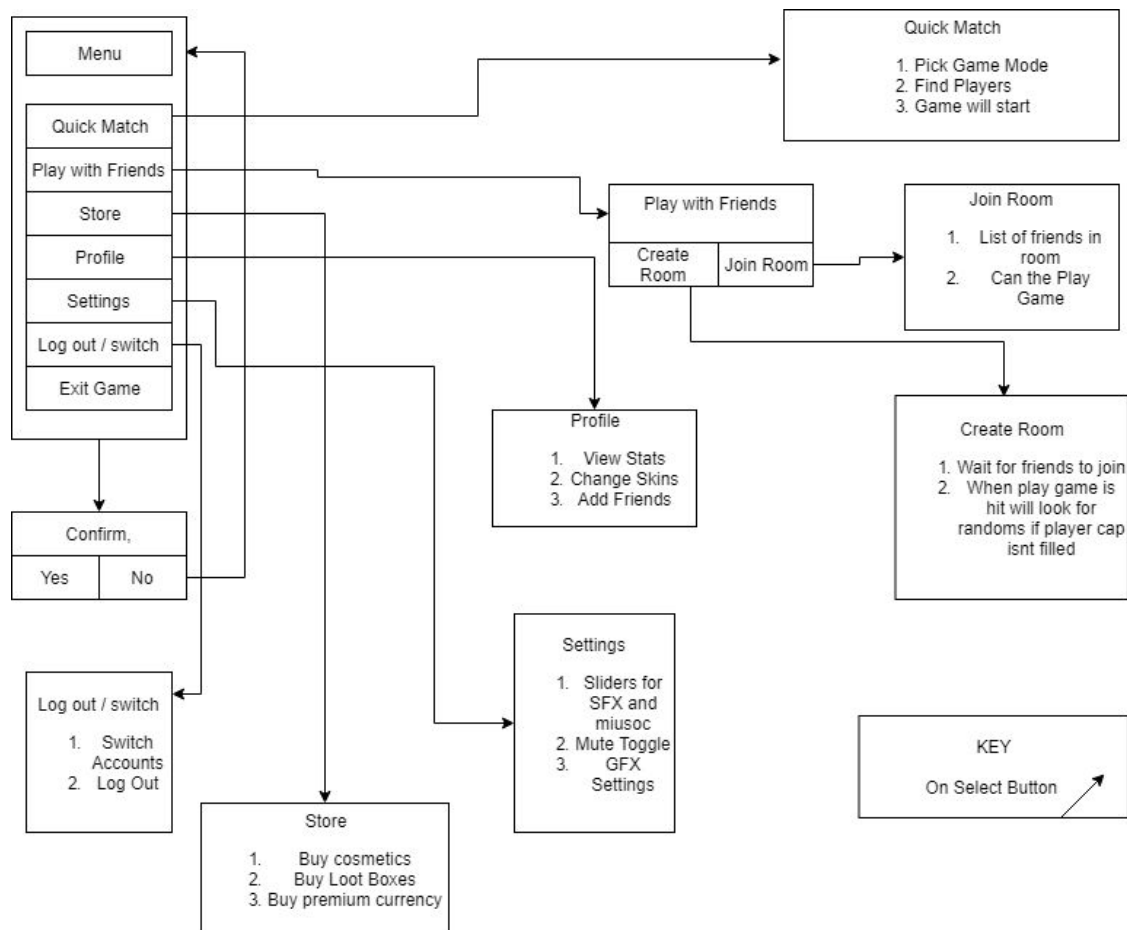 Menu
Quick Match
Play with Friends
Store
Profile
Settings
Log out / switch
Exit Game
Confirm,
Yes
No
Log out / switch
1. Switch
Accounts
2. Log Out
Store
1. Buy cosmetics
2. Buy Loot Boxes
3. Buy premium currency
Profile
1. View Stats
2. Change Skins
3. Add Friends
Settings
1. Sliders for
SFX and
miusoc
2. Mute Toggle
3. GFX
Settings
Play with Friends
Create
Room
Join Room
Quick Match
1. Pick Game Mode
2. Find Players
3. Game will start
Join Room
1. List of friends in
room
2. Can the Play
Game
Create Room
1. Wait for friends to join
2. When play game is
hit will look for
randoms if player cap
isnt filled
KEY
On Select Button